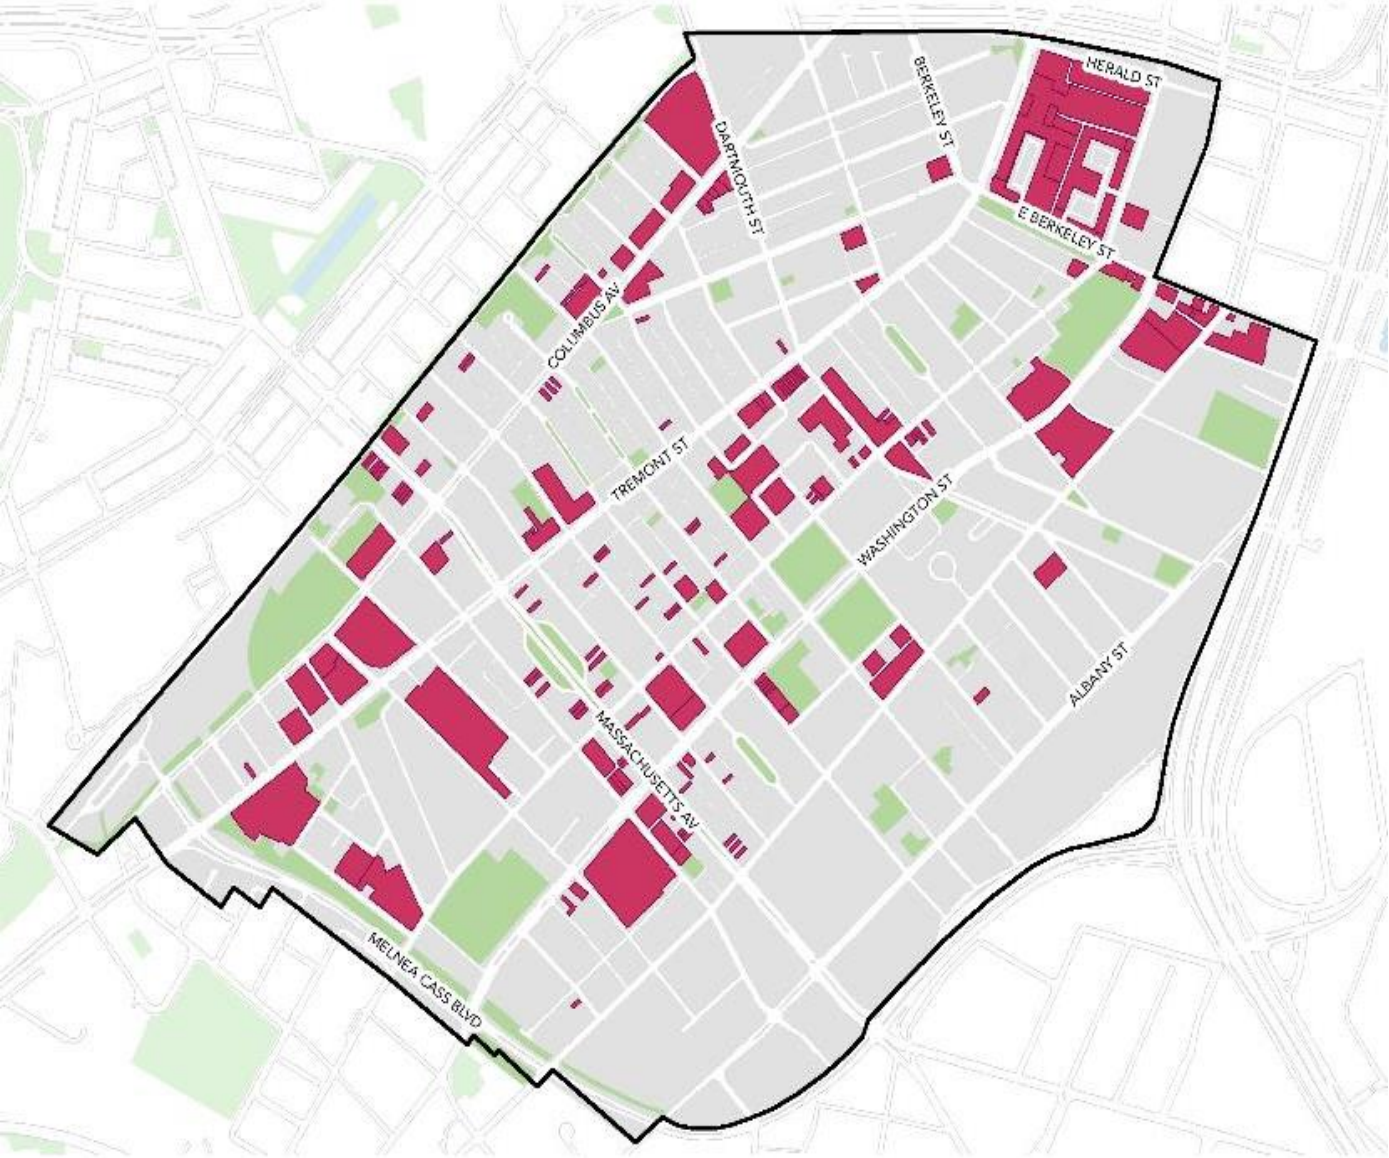 HERALD ST
BERKELEY ST
DARTMOUTH ST
E BERKELEY ST
COLUMBUS AV
TREMONT ST
WASHINGTON ST
ALBANY ST
MASSACHUSETTS AV
MELNEA CASS BLVD